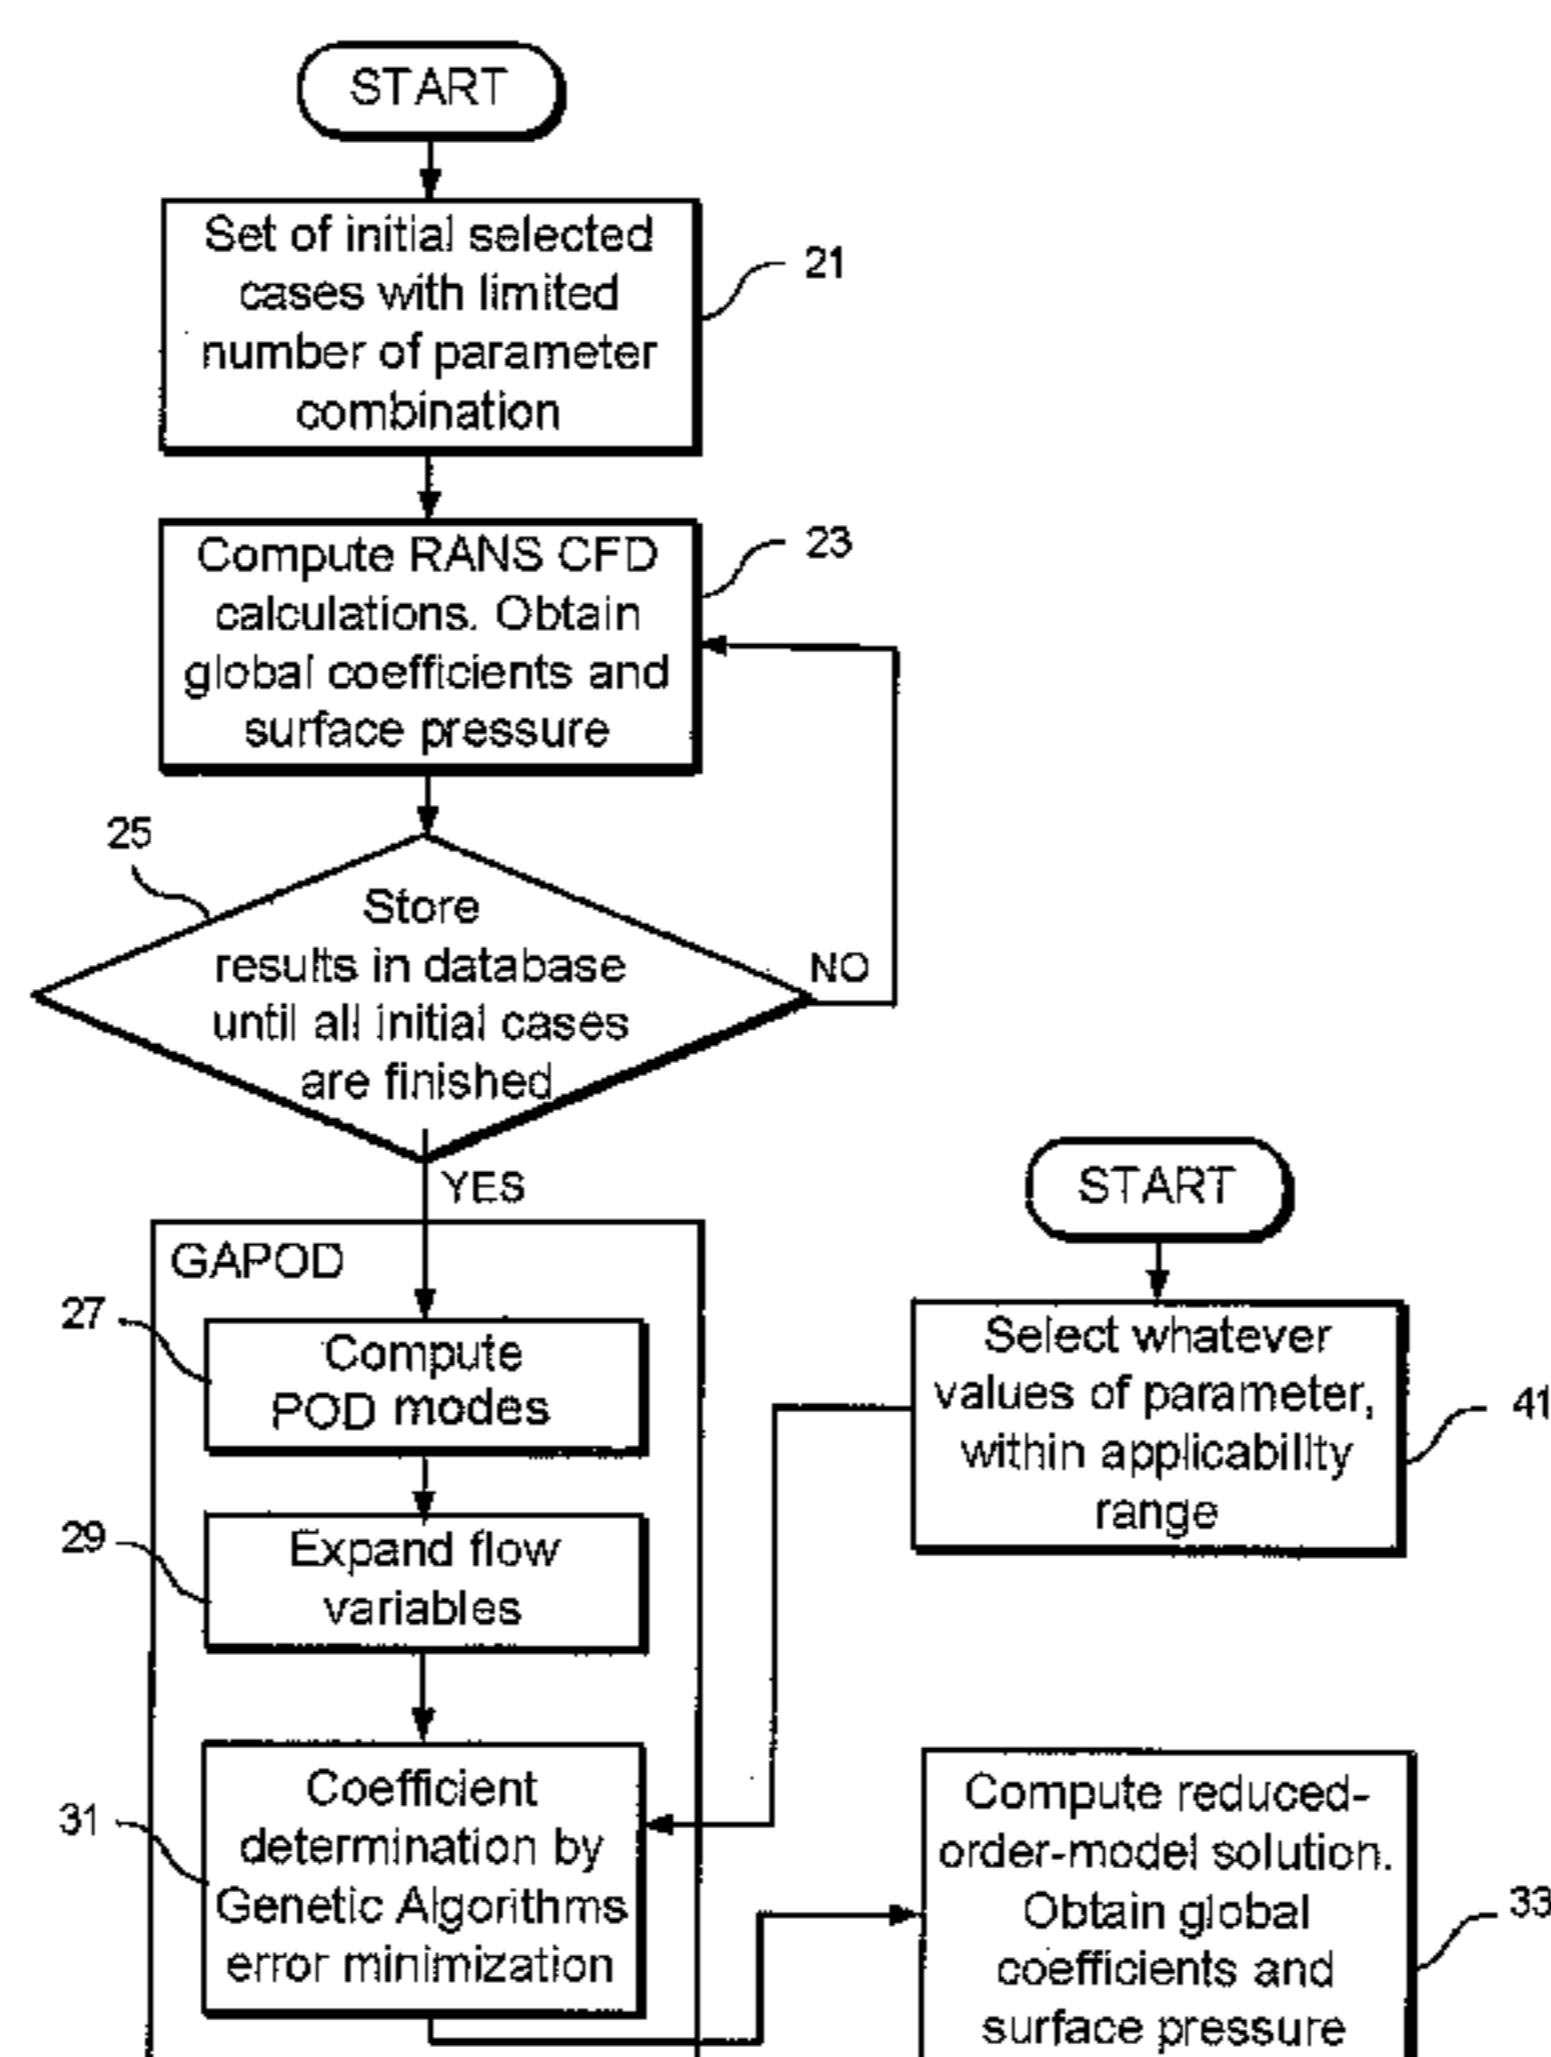 START
Set of initial selected
cases with limited
number of parameter
combination
21
Compute RANS CFD
calculations. Obtain
global coefficients and
surface pressure
23
25
Store
results in database
until all initial cases
are finished
NO
YES
GAPOD
27
Compute
POD modes
29
Expand flow
variables
31
Coefficient
determination by
Genetic Algorithms
error minimization
START
Select whatever
values of parameter,
within applicability
range
41
Compute reduced-
order-model solution.
Obtain global
coefficients and
surface pressure
33